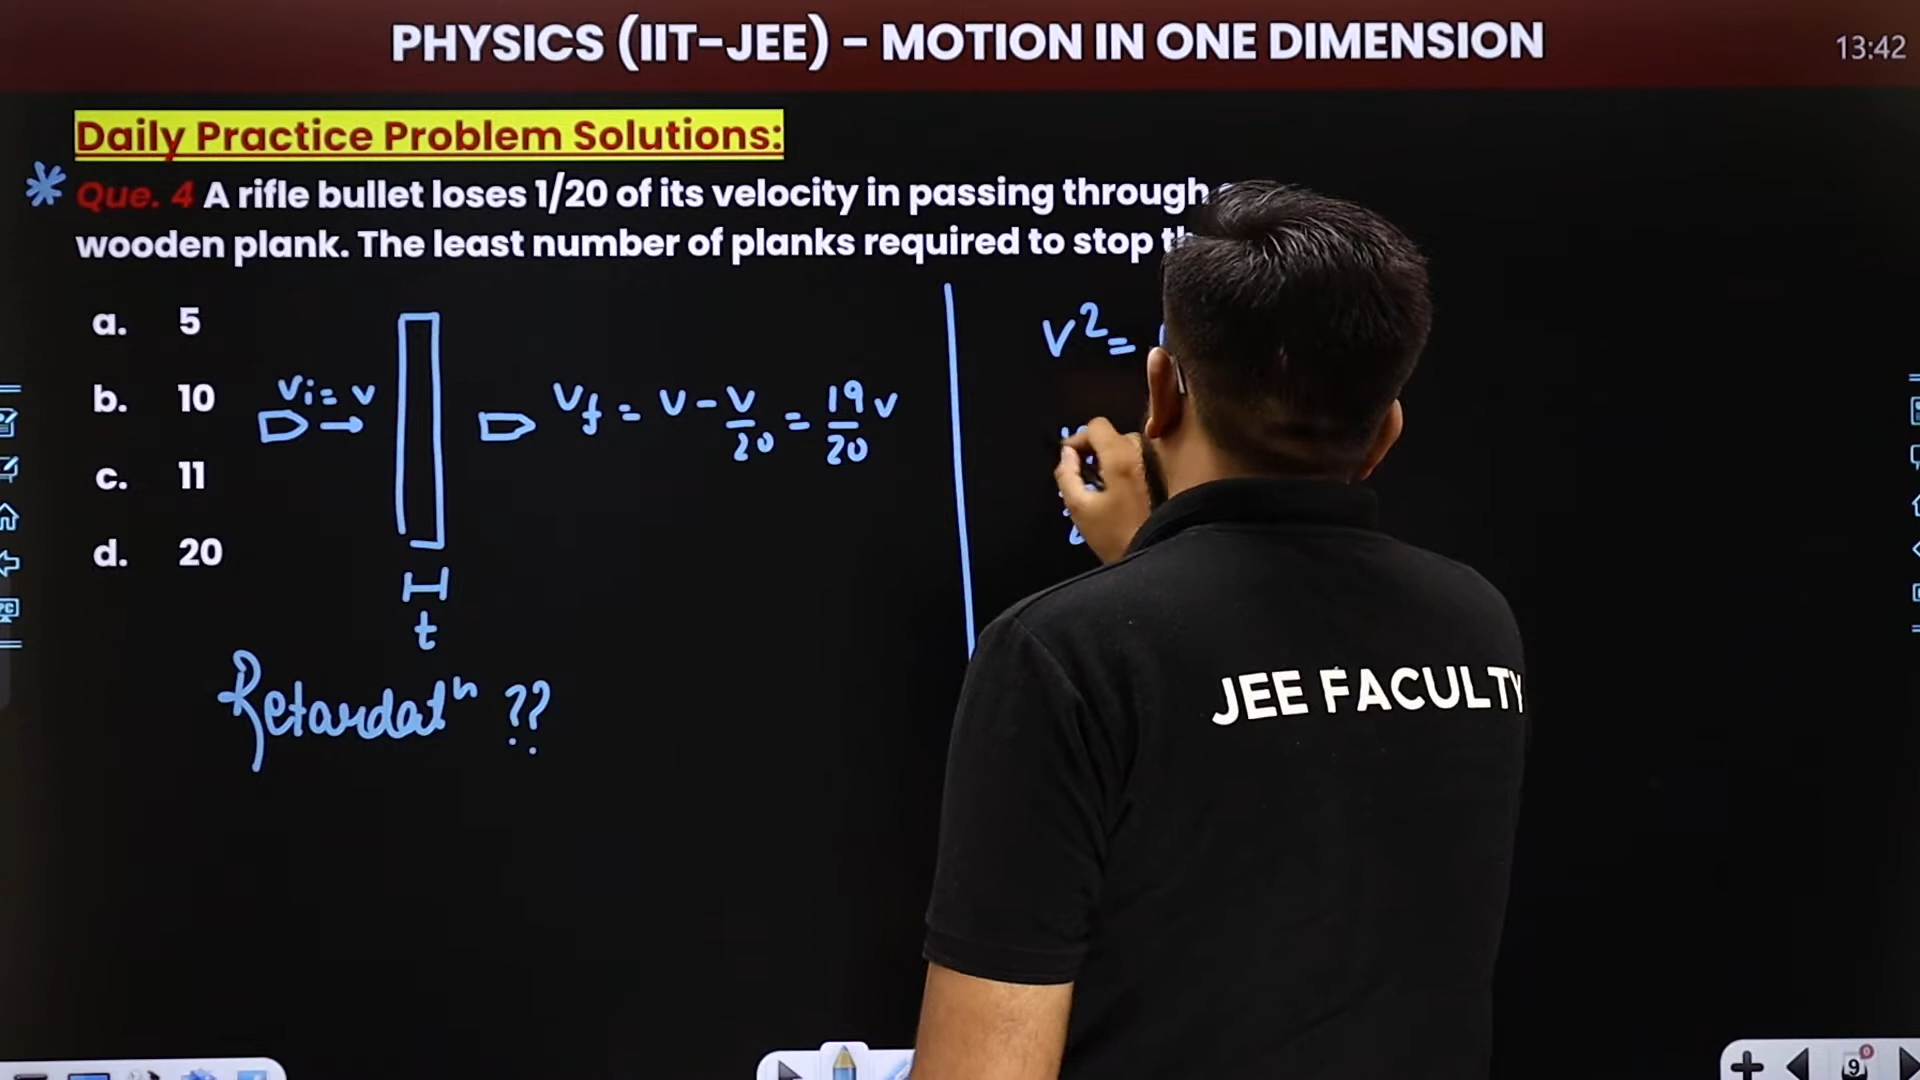 PHYSICS (IIT-JEE) - MOTION IN ONE DIMENSION
13:42
Daily Practice Problem Solutions:
* Que. 4 A rifle bullet loses 1/20 of its velocity in passing through
wooden plank. The least number of planks required to stop
a. 5
b. 10
c. 11
d. 20
Vi = v
Vf = v - v/20 = 19/20 v
t
Retardatn ??
v² =
JEE FACULTY
9
0